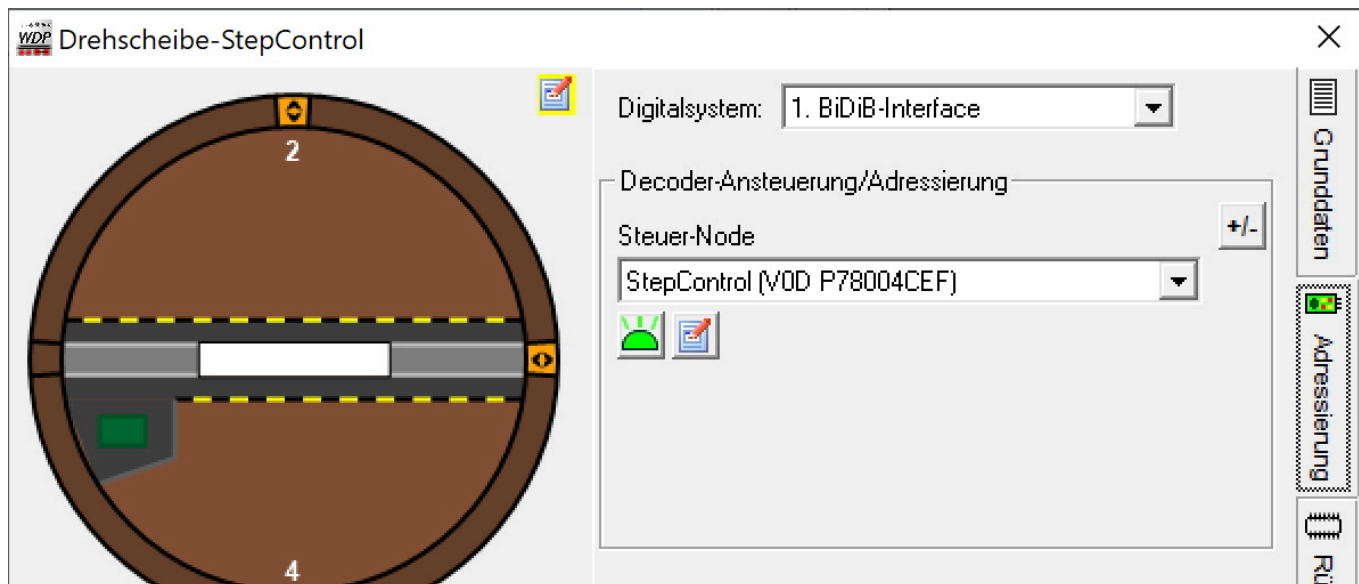 WDP Drehscheibe-StepControl
2
4
Digitalsystem: 1. BiDiB-Interface
Decoder-Ansteuerung/Adressierung
Steuer-Node
+/-
StepControl (V0D P78004CEF)
Grunddaten
Adressierung
Rü